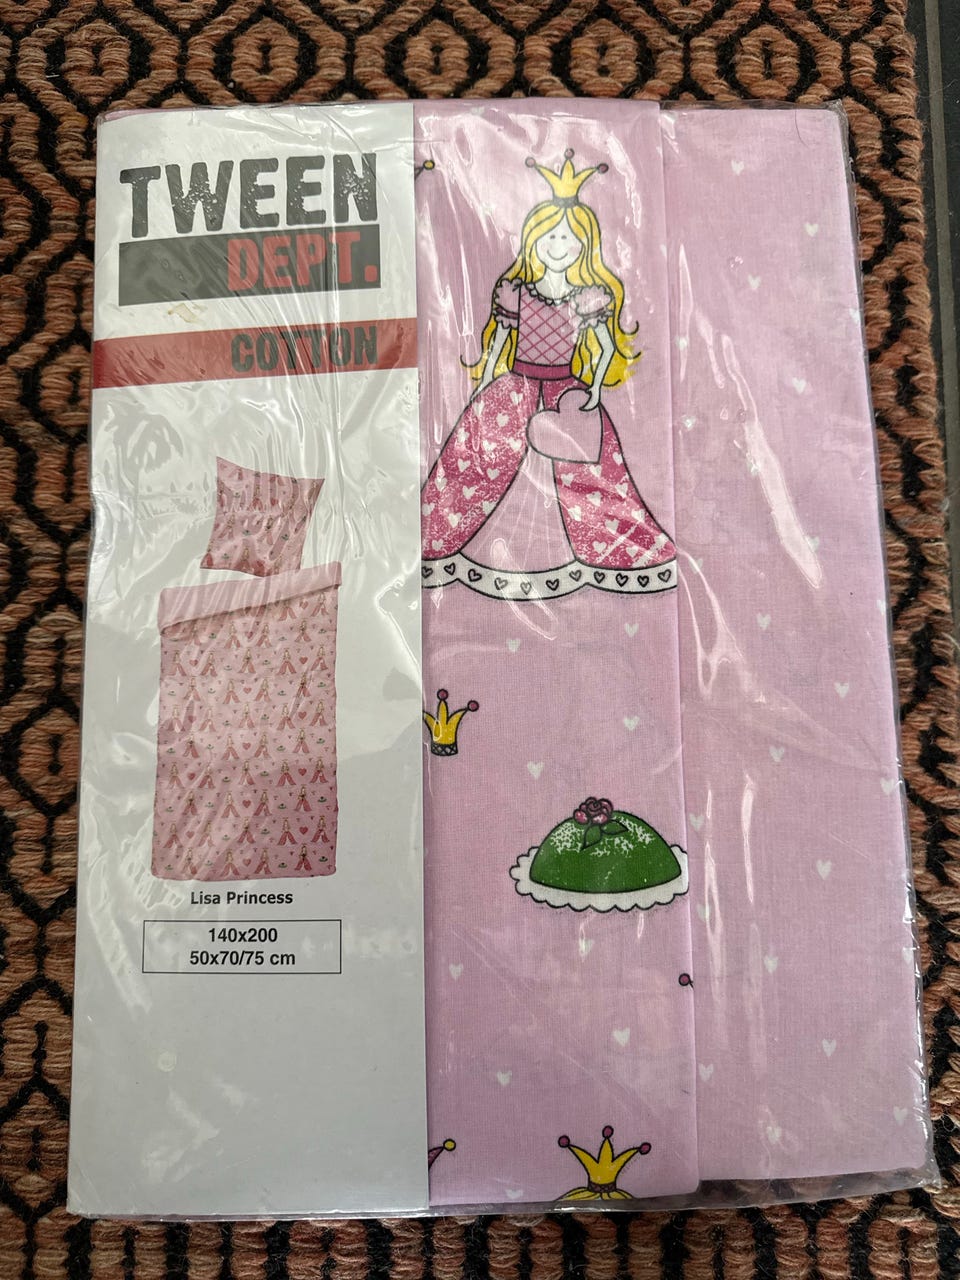 TWEEN
DEPT.
COTTON
Lisa Princess
140x200
50x70/75 cm